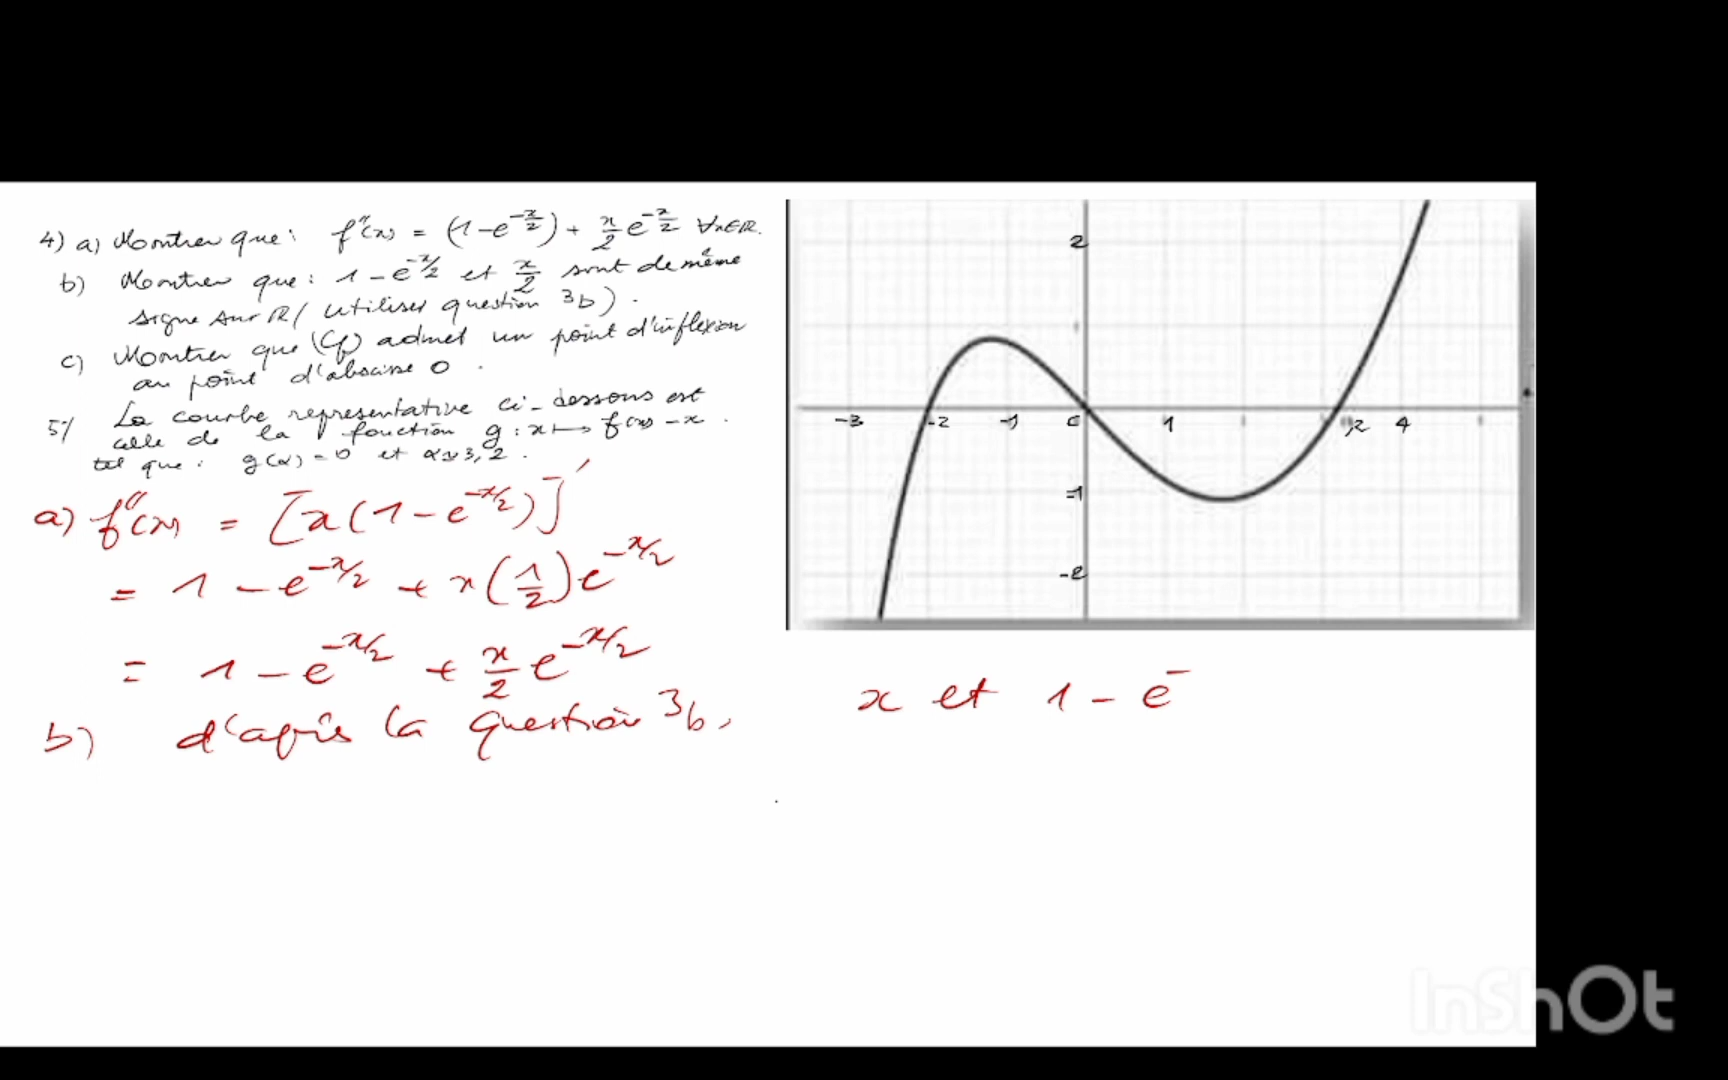 4) a) Montrer que : f''(x) = (1-e^{-x/2}) + x/2 e^{-x/2} ∀x∈ℝ.
b) Montrer que : 1 - e^{-x/2} et x/2 sont de même
signe sur ℝ / utiliser question 3b) .
c) Montrer que (Cf) admet un point d'inflexion
au point d'abscisse 0 .
5) La courbe representative ci-dessous est
celle de la fonction g : x ⟼ f(x) - x .
tel que : g(α) = 0 et α≈3,2 .
a) f''(x) = [x(1-e^{-x/2})]'
= 1 - e^{-x/2} + x(1/2)e^{-x/2}
= 1 - e^{-x/2} + x/2 e^{-x/2}
b) d'après la question 3b,
x et 1 - e^-
2
-3 -2 -1 0 1 4
-1
-2
InShOt